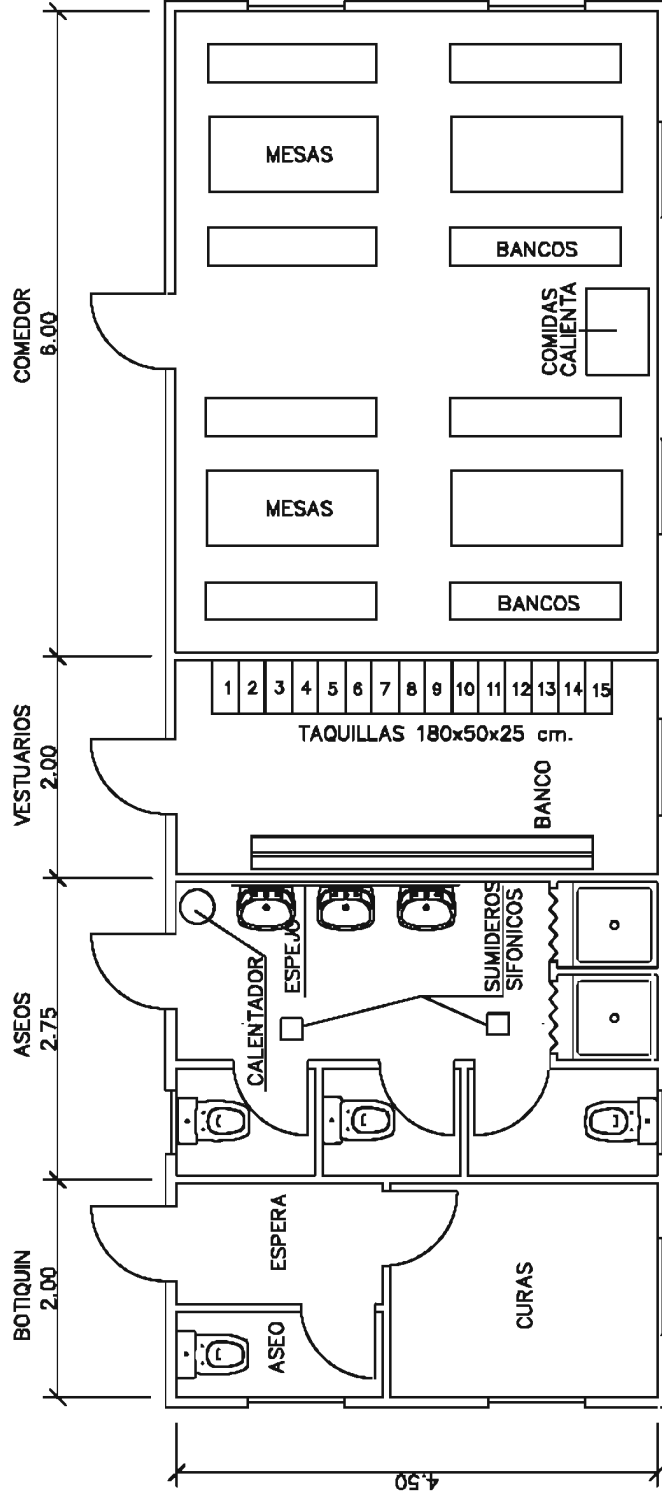 COMEDOR
6.00
MESAS
BANCOS
COMIDAS
CALIENTA
MESAS
BANCOS
VESTUARIOS
2.00
1
2
3
4
5
6
7
8
9
10
11
12
13
14
15
TAQUILLAS 180x50x25 cm.
BANCO
ASEOS
2.75
CALENTADOR
ESPEJO
SUMIDEROS
SIFONICOS
BOTIQUIN
2.00
ESPERA
ASEO
CURAS
4.50